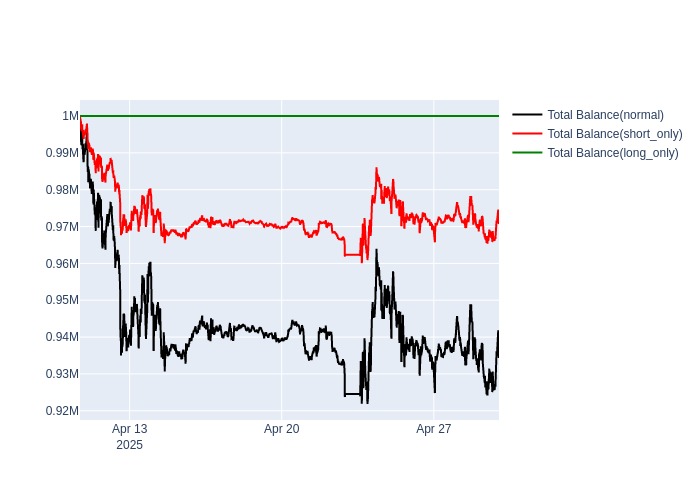 1M
0.99M
0.98M
0.97M
0.96M
0.95M
0.94M
0.93M
0.92M
Apr 13
2025
Apr 20
Apr 27
Total Balance(normal)
Total Balance(short_only)
Total Balance(long_only)